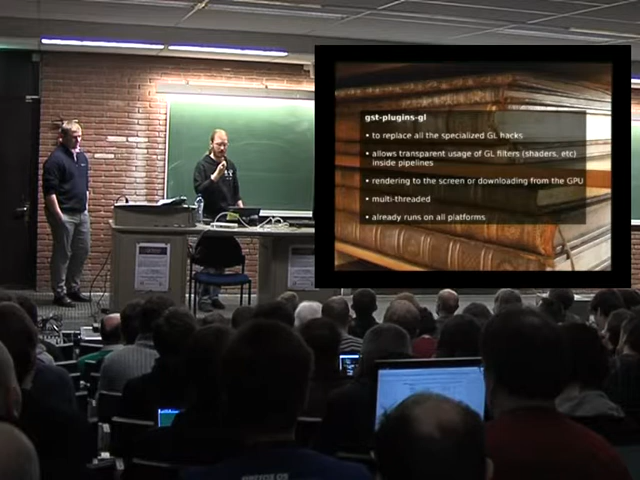 gst-plugins-gl
• to replace all the specialized GL hacks
• allows transparent usage of GL filters (shaders, etc)
inside pipelines
• rendering to the screen or downloading from the GPU
• multi-threaded
• already runs on all platforms